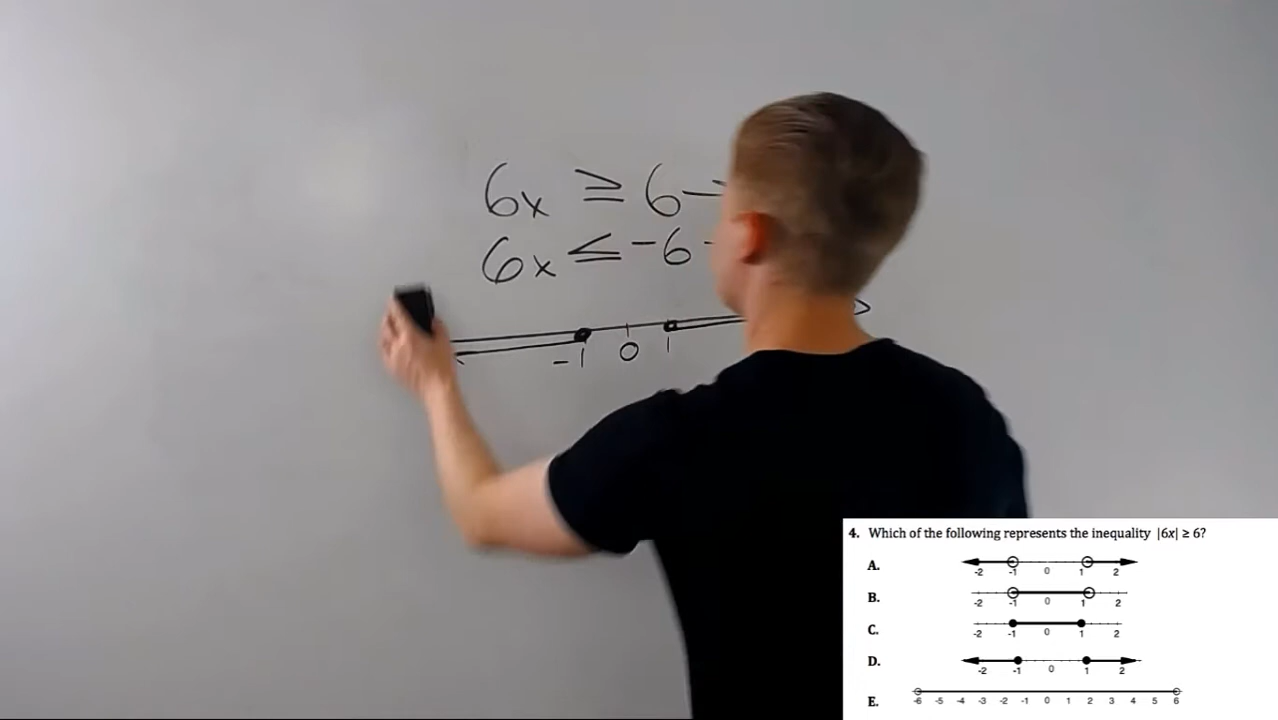 6x ≥ 6 →
6x ≤ -6 -
-1 0 1
4. Which of the following represents the inequality |6x| ≥ 6?
A.
-2 -1 0 1 2
B.
-2 -1 0 1 2
C.
-2 -1 0 1 2
D.
-2 -1 0 1 2
E.
-6 -5 -4 -3 -2 -1 0 1 2 3 4 5 6